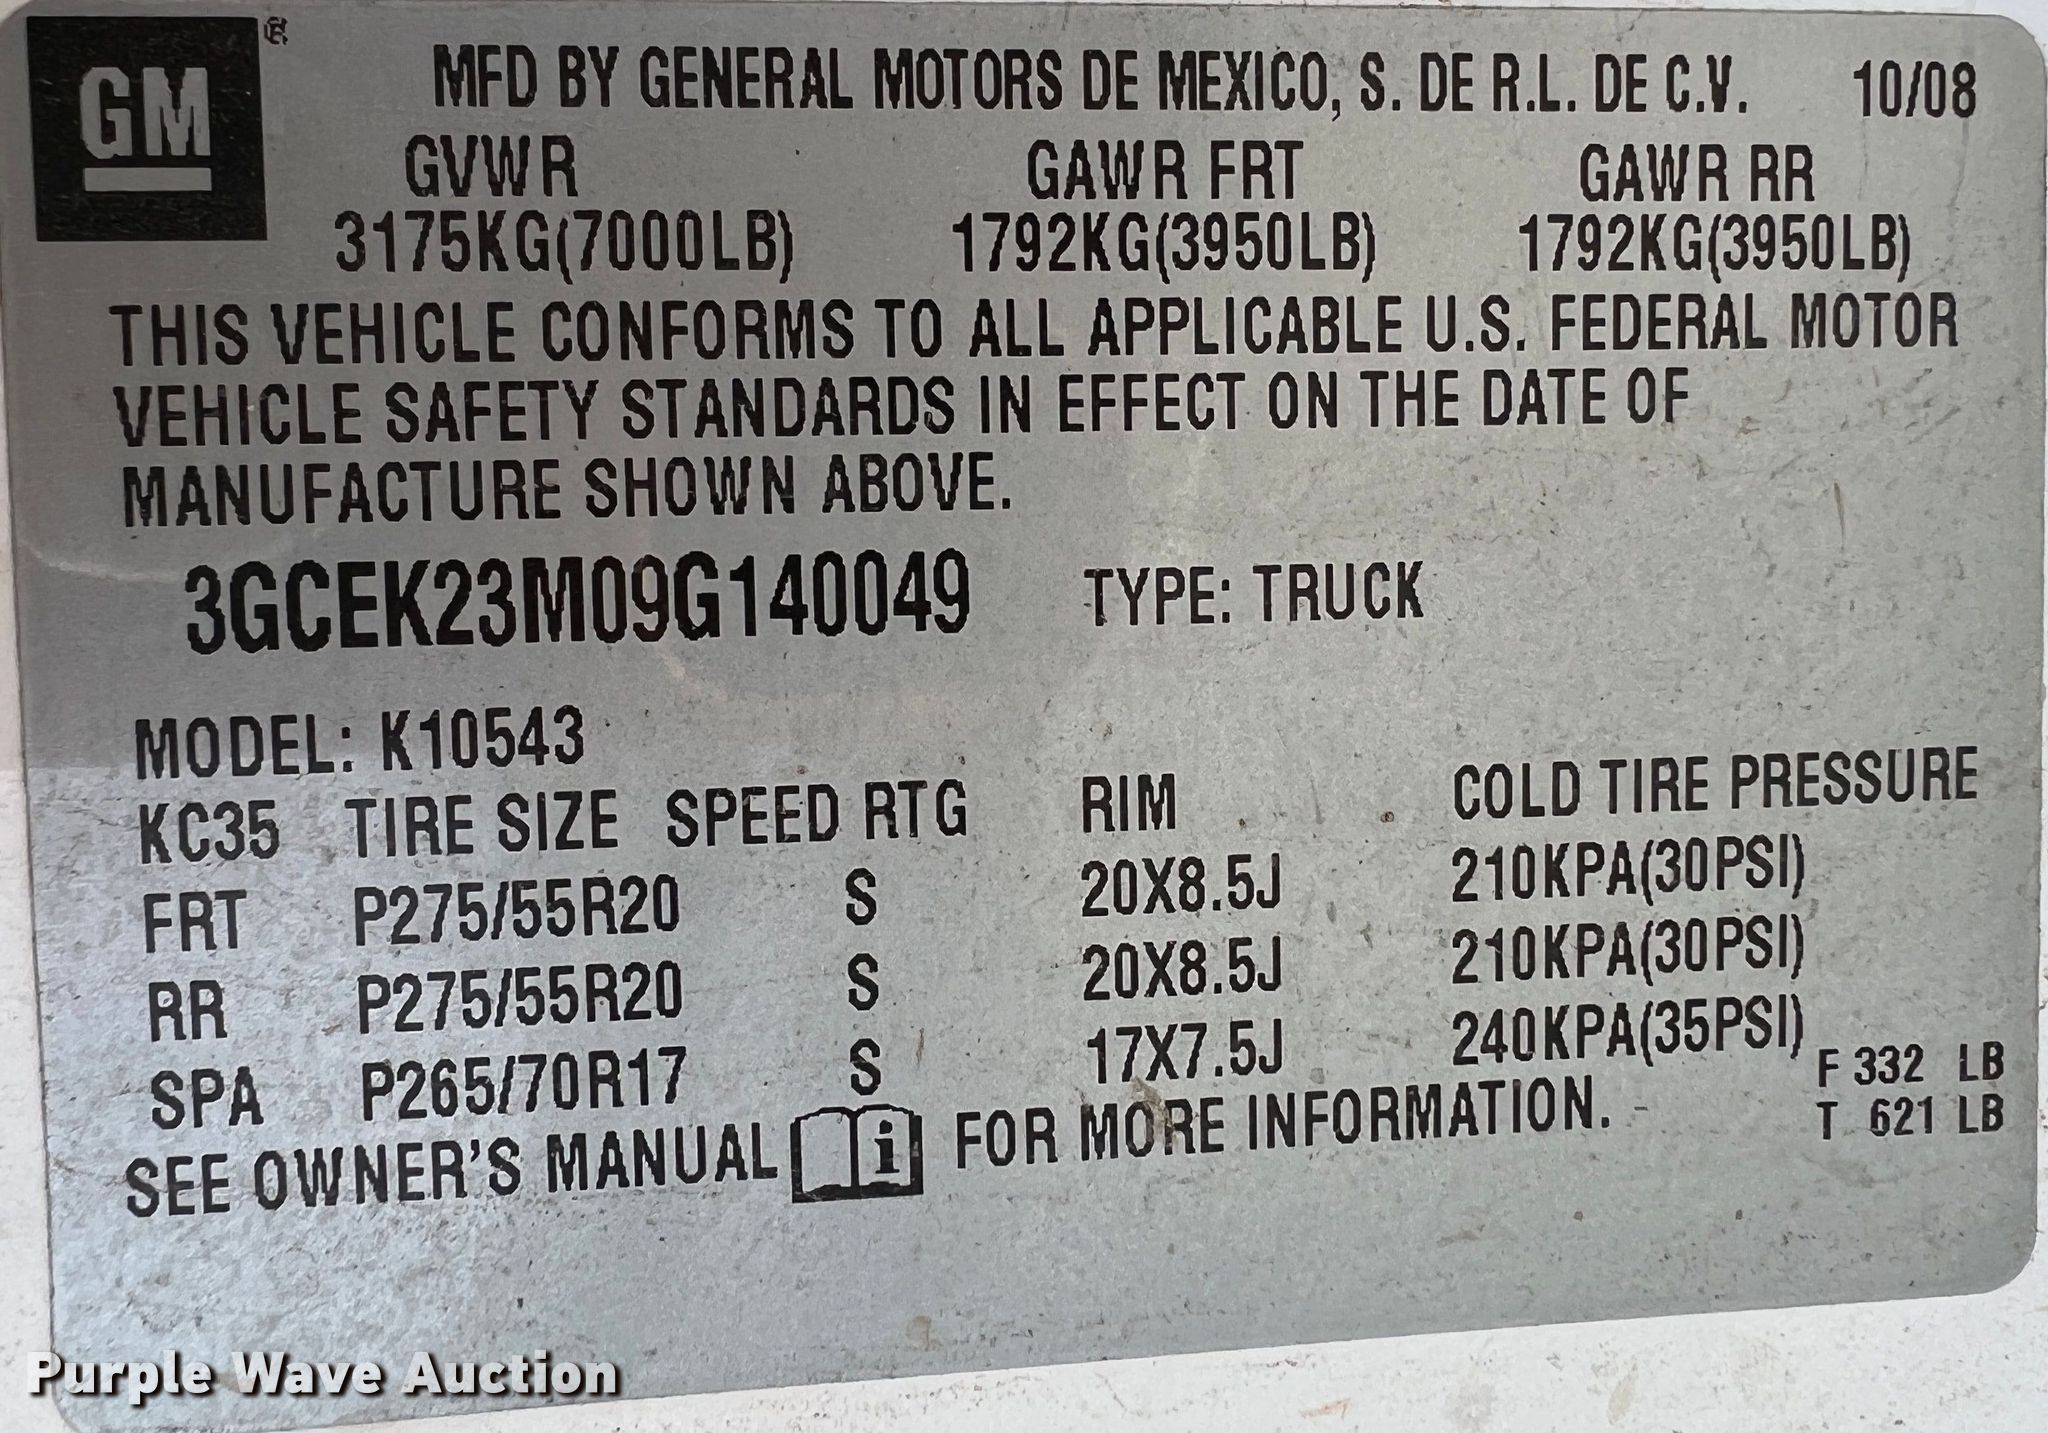 GM
MFD BY GENERAL MOTORS DE MEXICO, S. DE R.L. DE C.V. 10/08
GVWR GAWR FRT GAWR RR
3175KG(7000LB) 1792KG(3950LB) 1792KG(3950LB)
THIS VEHICLE CONFORMS TO ALL APPLICABLE U.S. FEDERAL MOTOR
VEHICLE SAFETY STANDARDS IN EFFECT ON THE DATE OF
MANUFACTURE SHOWN ABOVE.
3GCEK23M09G140049 TYPE: TRUCK
MODEL: K10543
KC35 TIRE SIZE SPEED RTG RIM COLD TIRE PRESSURE
FRT P275/55R20 S 20X8.5J 210KPA(30PSI)
RR P275/55R20 S 20X8.5J 210KPA(30PSI)
SPA P265/70R17 S 17X7.5J 240KPA(35PSI)
SEE OWNER'S MANUAL i FOR MORE INFORMATION.
F 332 LB
T 621 LB
Purple Wave Auction